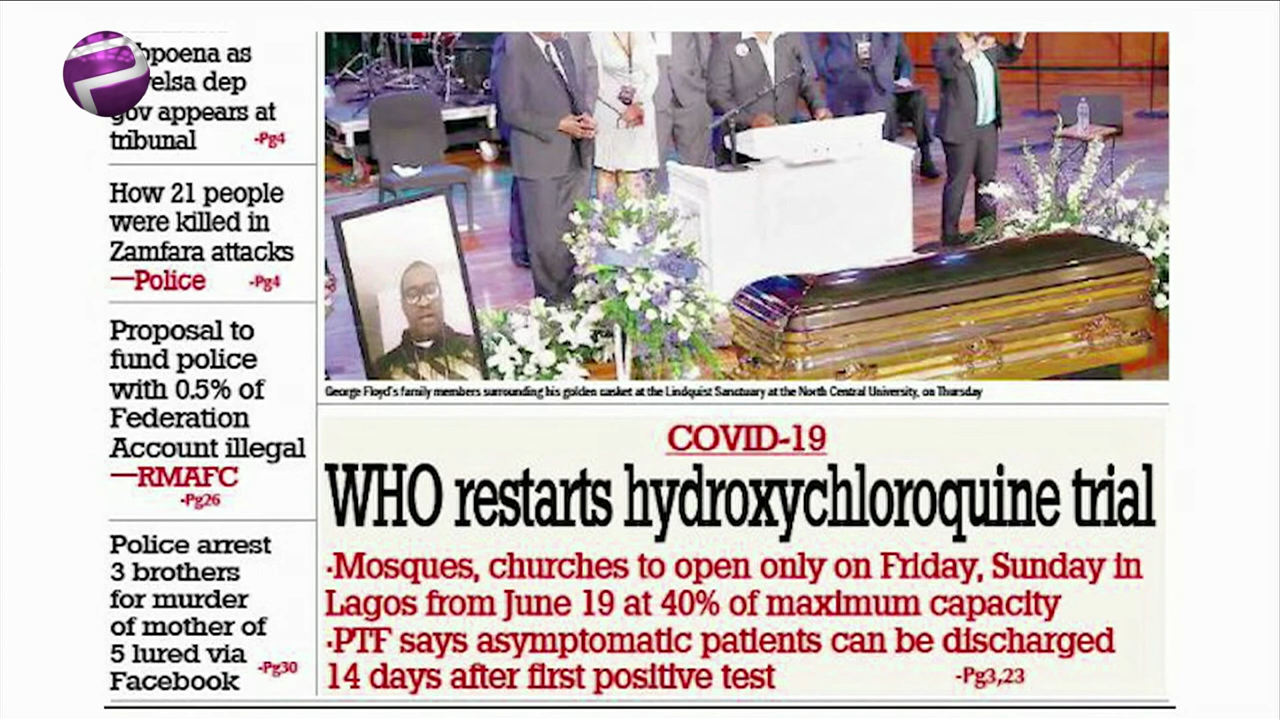 as
dep
gov appears at
tribunal -Pg4
How 21 people
were killed in
Zamfara attacks
—Police -Pg4
Proposal to
fund police
with 0.5% of
Federation
Account illegal
—RMAFC
-Pg26
Police arrest
3 brothers
for murder
of mother of
5 lured via
Facebook -Pg30
George Floyd's family members surrounding his golden casket at the Lindquist Sanctuary at the North Central University, on Thursday
COVID-19
WHO restarts hydroxychloroquine trial
·Mosques, churches to open only on Friday, Sunday in
Lagos from June 19 at 40% of maximum capacity
·PTF says asymptomatic patients can be discharged
14 days after first positive test -Pg3,23